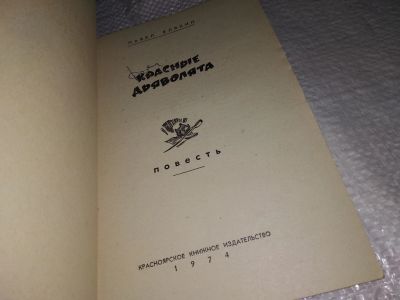 ПАВЕЛ БЛЯХИН
КРАСНЫЕ
ДЬЯВОЛЯТА
повесть
КРАСНОЯРСКОЕ КНИЖНОЕ ИЗДАТЕЛЬСТВО
1974